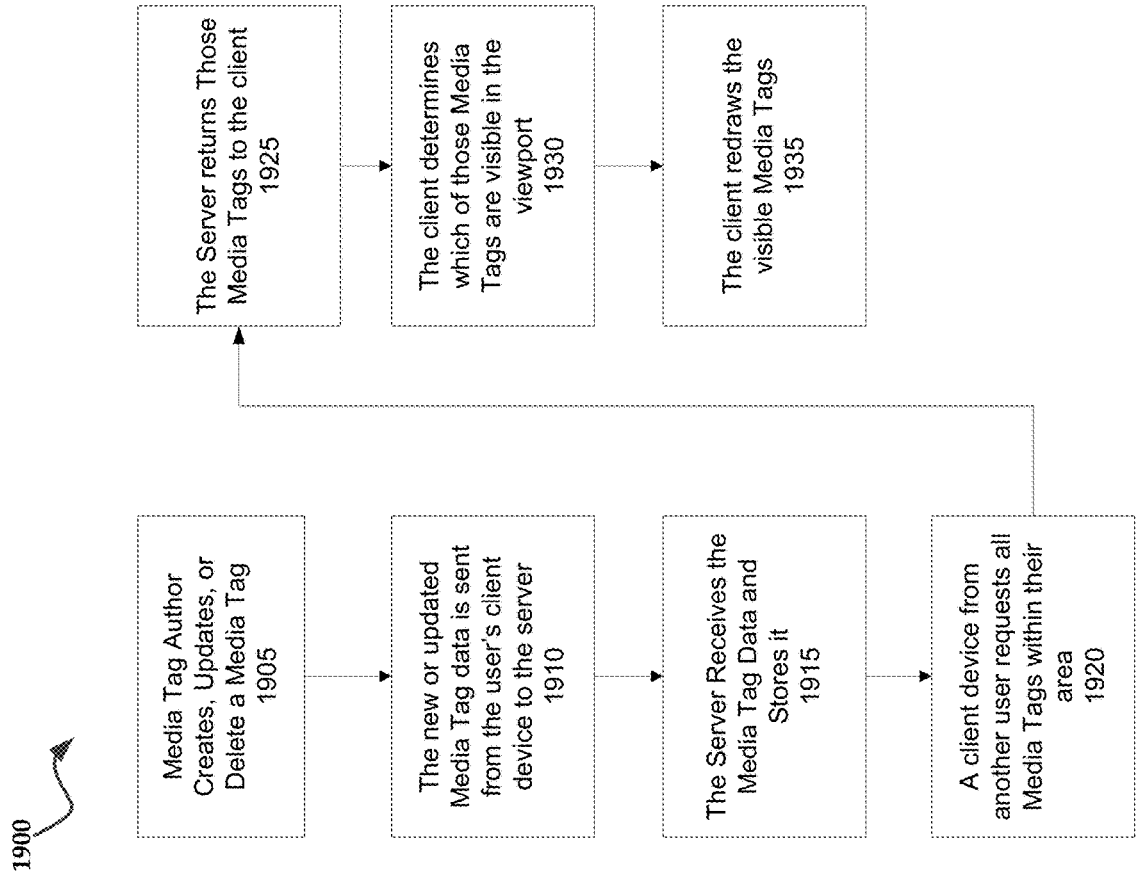 1900
Media Tag Author
Creates, Updates, or
Delete a Media Tag
1905
The new or updated
Media Tag data is sent
from the user's client
device to the server
1910
The Server Receives the
Media Tag Data and
Stores it
1915
A client device from
another user requests all
Media Tags within their
area
1920
The Server returns Those
Media Tags to the client
1925
The client determines
which of those Media
Tags are visible in the
viewport
1930
The client redraws the
visible Media Tags
1935